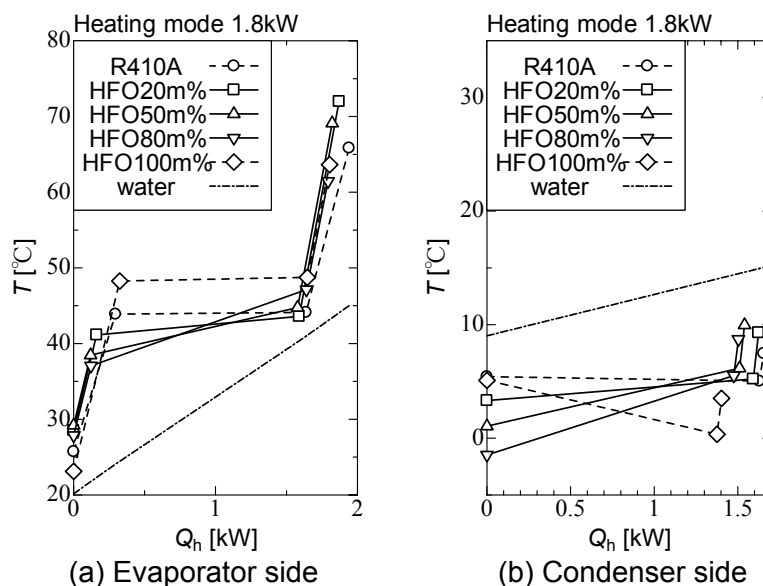 Heating mode 1.8kW
80
70
60
50
40
30
20
T [℃]
R410A
HFO20m%
HFO50m%
HFO80m%
HFO100m%
water
0
1
2
Qh [kW]
(a) Evaporator side
Heating mode 1.8kW
30
20
10
0
T [℃]
R410A
HFO20m%
HFO50m%
HFO80m%
HFO100m%
water
0
0.5
1
1.5
Qh [kW]
(b) Condenser side